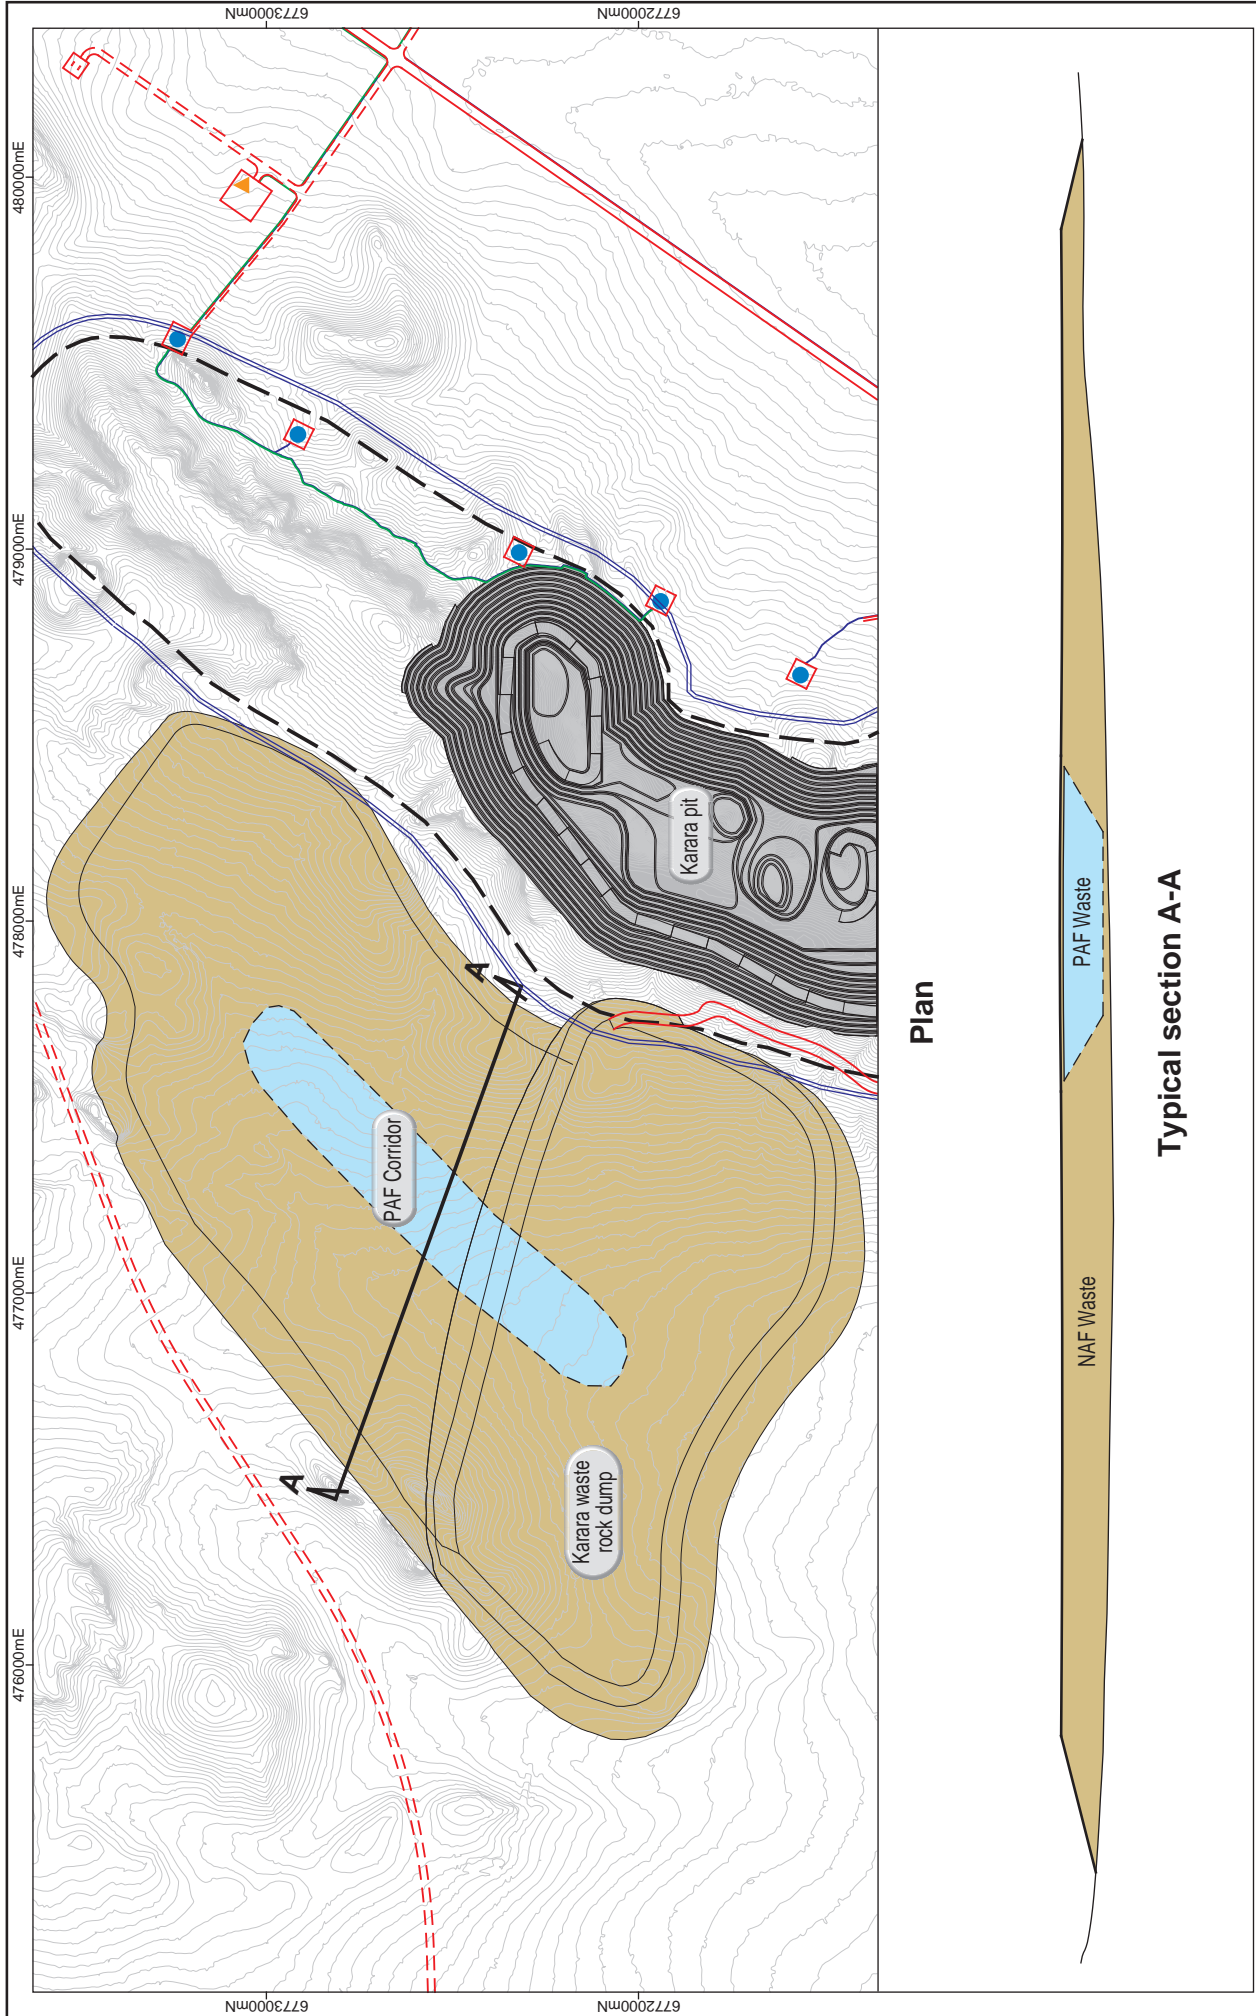 476000mE
477000mE
478000mE
479000mE
480000mE
6773000mN
6773000mN
6772000mN
6772000mN
A
A
PAF Corridor
Karara waste
rock dump
Karara pit
Plan
NAF Waste
PAF Waste
Typical section A-A